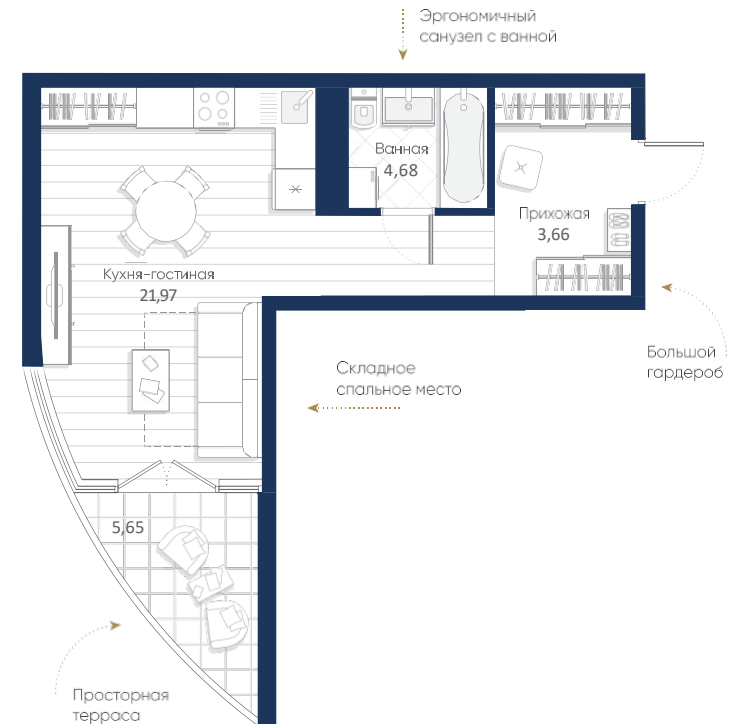 Эргономичный
санузел с ванной
Ванная
4,68
Прихожая
3,66
Кухня-гостиная
21,97
Большой
гардероб
Складное
спальное место
5,65
Просторная
терраса